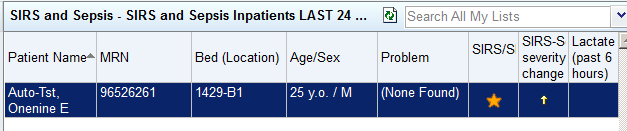 SIRS and Sepsis - SIRS and Sepsis Inpatients LAST 24 ... Search All My Lists
Patient Name MRN Bed (Location) Age/Sex Problem SIRS/S SIRS-S severity change Lactate (past 6 hours)
Auto-Tst, Onenine E 96526261 1429-B1 25 y.o. / M (None Found)